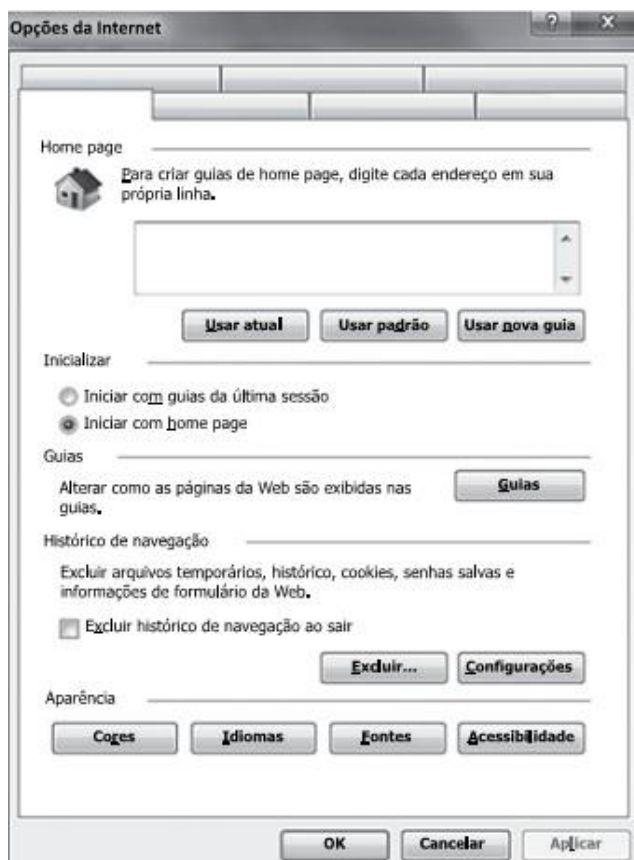 Opções da Internet
Home page
Para criar guias de home page, digite cada endereço em sua
própria linha.
Usar atual
Usar padrão
Usar nova guia
Inicializar
Iniciar com guias da última sessão
Iniciar com home page
Guias
Alterar como as páginas da Web são exibidas nas
guias.
Guias
Histórico de navegação
Excluir arquivos temporários, histórico, cookies, senhas salvas e
informações de formulário da Web.
Excluir histórico de navegação ao sair
Excluir...
Configurações
Aparência
Cores
Idiomas
Fontes
Acessibilidade
OK
Cancelar
Aplicar